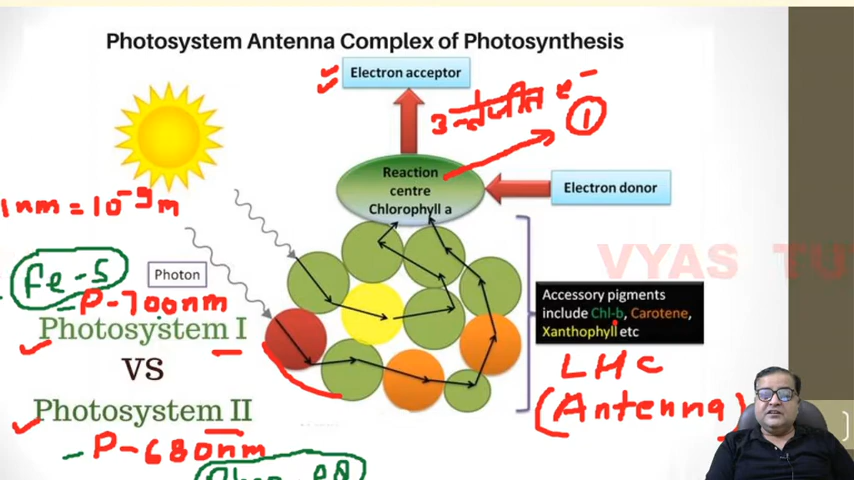 Photosystem Antenna Complex of Photosynthesis
Electron acceptor
उत्तेजित e⁻
①
Reaction
centre
Chlorophyll a
Electron donor
1nm = 10⁻⁹m
Fe-S
Photon
P-700nm
Photosystem I
VS
Photosystem II
P-680nm
Accessory pigments
include Chl-b, Carotene,
Xanthophyll etc
LHC
(Antenna)
VYAS TU